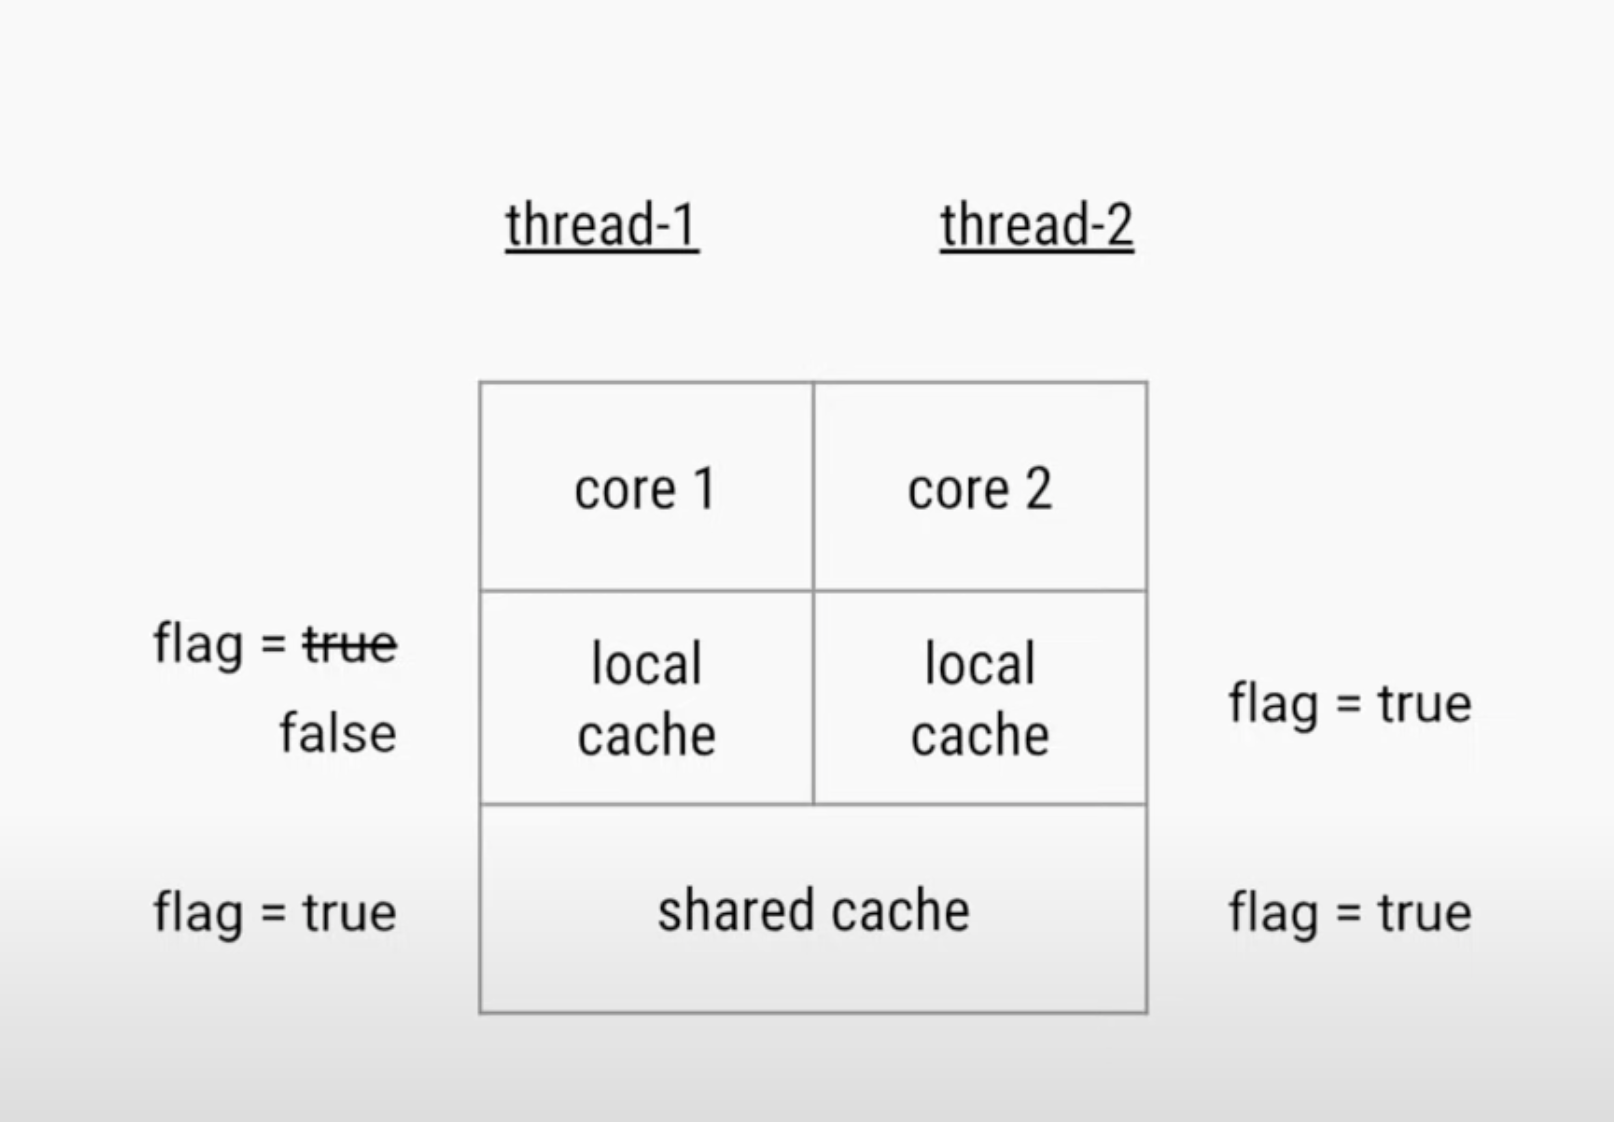 thread-1
thread-2
core 1
core 2
flag = true
false
local
cache
local
cache
flag = true
flag = true
shared cache
flag = true